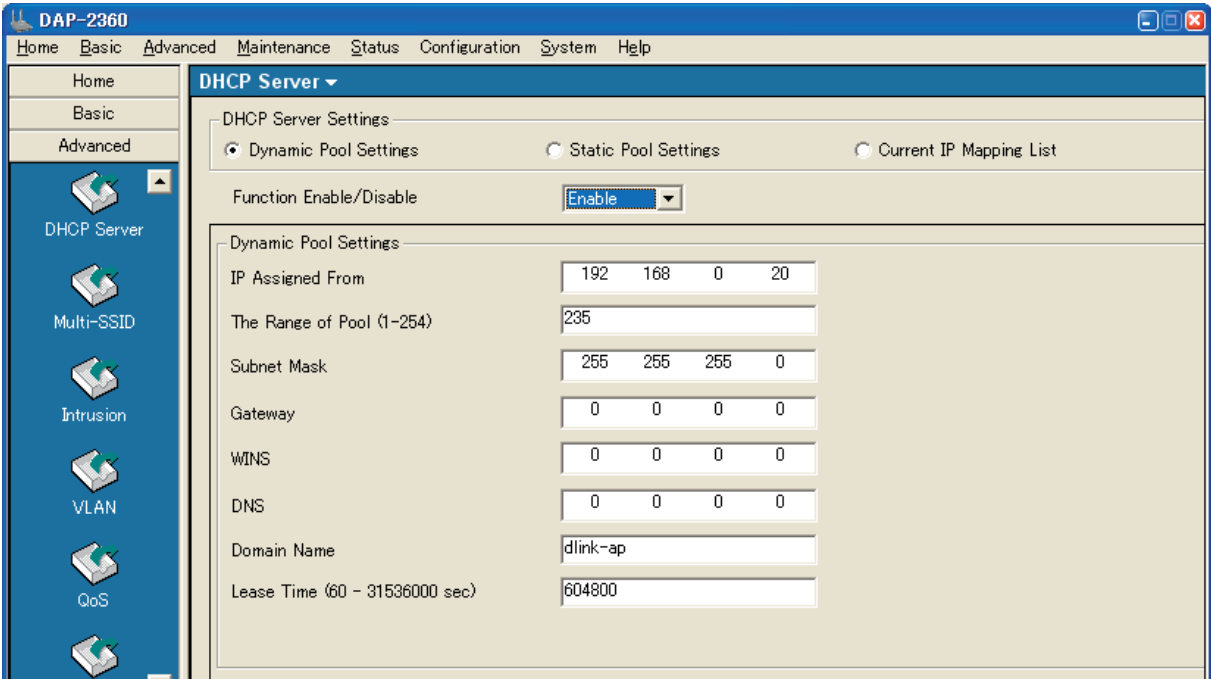 DAP-2360
Home Basic Advanced Maintenance Status Configuration System Help
Home
Basic
Advanced
DHCP Server
Multi-SSID
Intrusion
VLAN
QoS
DHCP Server
DHCP Server Settings
Dynamic Pool Settings Static Pool Settings Current IP Mapping List
Function Enable/Disable Enable
Dynamic Pool Settings
IP Assigned From 192 168 0 20
The Range of Pool (1-254) 235
Subnet Mask 255 255 255 0
Gateway 0 0 0 0
WINS 0 0 0 0
DNS 0 0 0 0
Domain Name dlink-ap
Lease Time (60 - 31536000 sec) 604800